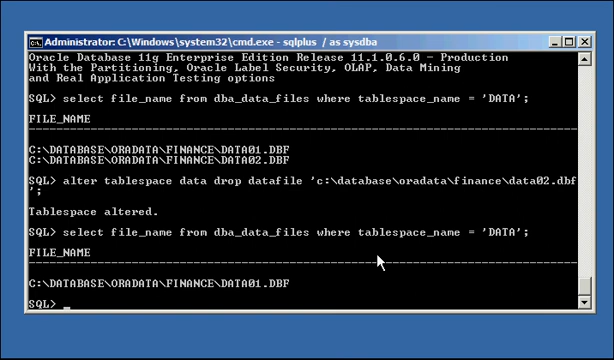 Administrator: C:\Windows\system32\cmd.exe - sqlplus / as sysdba
Oracle Database 11g Enterprise Edition Release 11.1.0.6.0 - Production
With the Partitioning, Oracle Label Security, OLAP, Data Mining
and Real Application Testing options
SQL> select file_name from dba_data_files where tablespace_name = 'DATA';
FILE_NAME
--------------------------------------------------------------------------------
C:\DATABASE\ORADATA\FINANCE\DATA01.DBF
C:\DATABASE\ORADATA\FINANCE\DATA02.DBF
SQL> alter tablespace data drop datafile 'c:\database\oradata\finance\data02.dbf
';
Tablespace altered.
SQL> select file_name from dba_data_files where tablespace_name = 'DATA';
FILE_NAME
--------------------------------------------------------------------------------
C:\DATABASE\ORADATA\FINANCE\DATA01.DBF
SQL> _